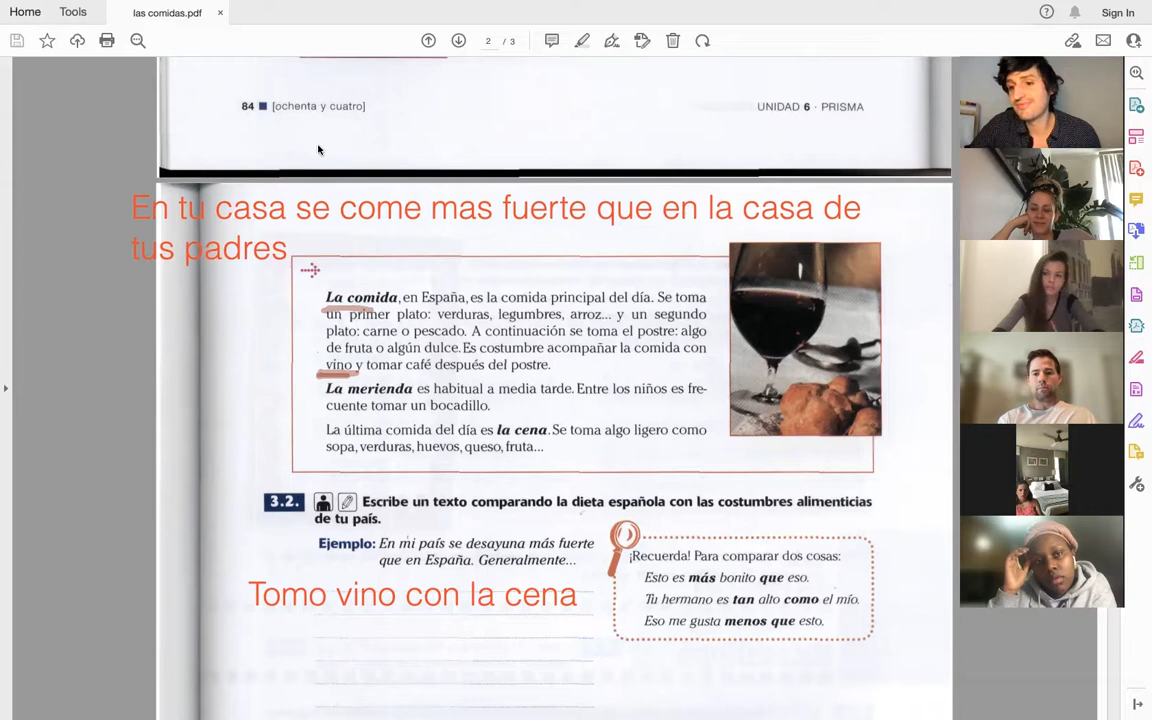 Home Tools las comidas.pdf × Sign In
2 / 3
84 ■ [ochenta y cuatro] UNIDAD 6 · PRISMA
En tu casa se come mas fuerte que en la casa de
tus padres
La comida, en España, es la comida principal del día. Se toma
un primer plato: verduras, legumbres, arroz... y un segundo
plato: carne o pescado. A continuación se toma el postre: algo
de fruta o algún dulce. Es costumbre acompañar la comida con
vino y tomar café después del postre.
La merienda es habitual a media tarde. Entre los niños es fre-
cuente tomar un bocadillo.
La última comida del día es la cena. Se toma algo ligero como
sopa, verduras, huevos, queso, fruta...
3.2. Escribe un texto comparando la dieta española con las costumbres alimenticias
de tu país.
Ejemplo: En mi país se desayuna más fuerte
que en España. Generalmente...
Tomo vino con la cena
¡Recuerda! Para comparar dos cosas:
Esto es más bonito que eso.
Tu hermano es tan alto como el mío.
Eso me gusta menos que esto.